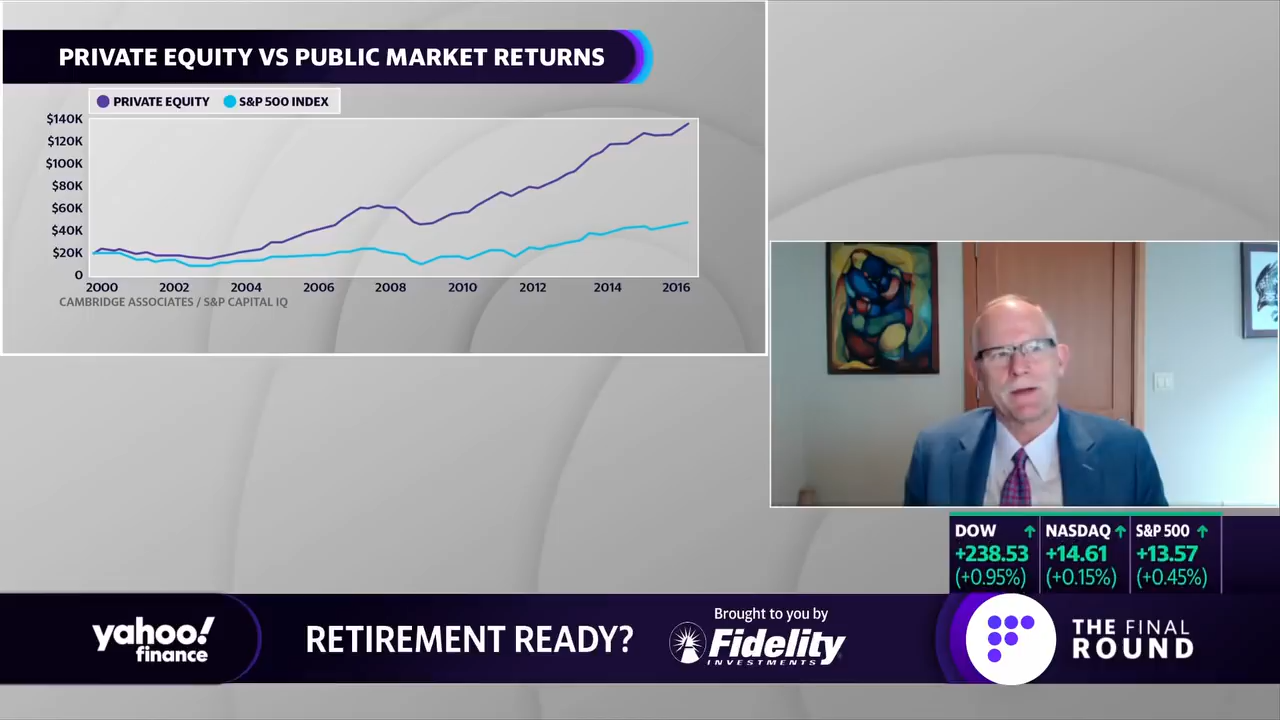 PRIVATE EQUITY VS PUBLIC MARKET RETURNS
PRIVATE EQUITY S&P 500 INDEX
$140K
$120K
$100K
$80K
$60K
$40K
$20K
0
2000 2002 2004 2006 2008 2010 2012 2014 2016
CAMBRIDGE ASSOCIATES / S&P CAPITAL IQ
DOW NASDAQ S&P 500
+238.53 +14.61 +13.57
(+0.95%) (+0.15%) (+0.45%)
yahoo!
finance
RETIREMENT READY?
Brought to you by
Fidelity
INVESTMENTS
THE FINAL
ROUND